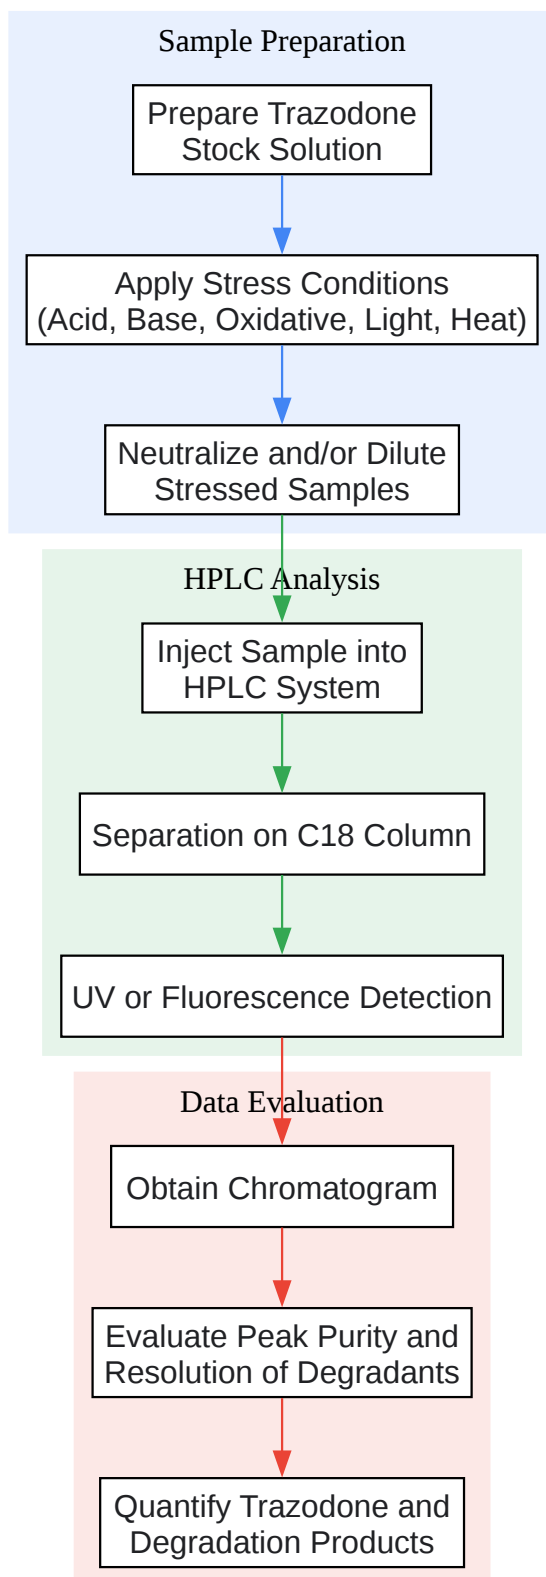 Sample Preparation
Prepare Trazodone
Stock Solution
Apply Stress Conditions
(Acid, Base, Oxidative, Light, Heat)
Neutralize and/or Dilute
Stressed Samples
HPLC Analysis
Inject Sample into
HPLC System
Separation on C18 Column
UV or Fluorescence Detection
Data Evaluation
Obtain Chromatogram
Evaluate Peak Purity and
Resolution of Degradants
Quantify Trazodone and
Degradation Products